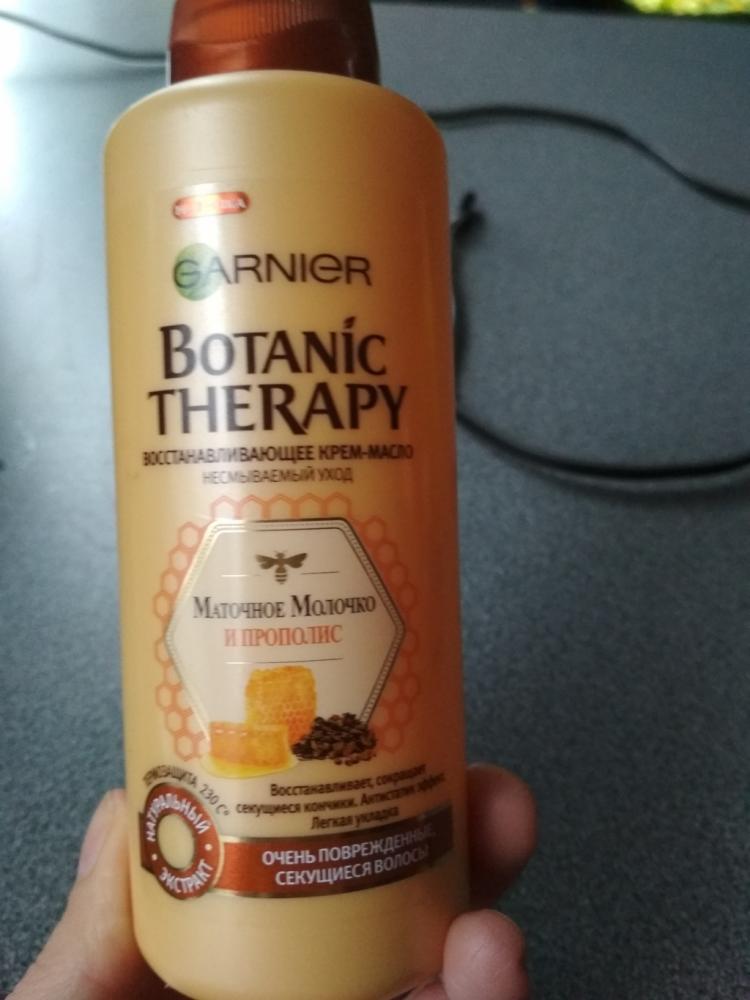 GARNIER
BOTANIC
THERAPY
ВОССТАНАВЛИВАЮЩЕЕ КРЕМ-МАСЛО
НЕСМЫВАЕМЫЙ УХОД
МАТОЧНОЕ МОЛОЧКО
И ПРОПОЛИС
Восстанавливает, сокращает
секущиеся кончики. Антистатик эффект.
Легкая укладка
ТЕРМОЗАЩИТА 230 C°
НАТУРАЛЬНЫЙ
ЭКСТРАКТ
ОЧЕНЬ ПОВРЕЖДЕННЫЕ,
СЕКУЩИЕСЯ ВОЛОСЫ